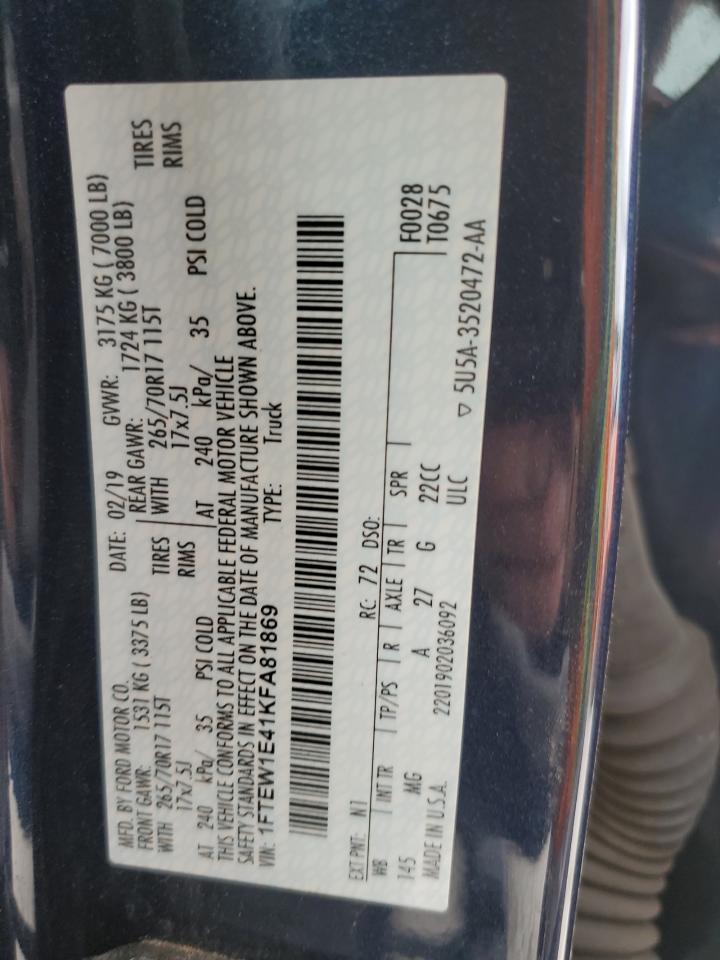 MFD. BY FORD MOTOR CO.
DATE: 02/19 GVWR: 3175 KG ( 7000 LB)
FRONT GAWR: 1531 KG ( 3375 LB)
REAR GAWR: 1724 KG ( 3800 LB)
WITH 265/70R17 115T TIRES
WITH 265/70R17 115T TIRES
17x7.5J RIMS
17x7.5J RIMS
AT 240 kPa/ 35 PSI COLD
AT 240 kPa/ 35 PSI COLD
THIS VEHICLE CONFORMS TO ALL APPLICABLE FEDERAL MOTOR VEHICLE
SAFETY STANDARDS IN EFFECT ON THE DATE OF MANUFACTURE SHOWN ABOVE.
VIN: 1FTEW1E41KFA81869 TYPE: Truck
EXT PNT: N1 RC: 72 DSO:
WB INT TR TP/PS R AXLE TR SPR F0028
145 MG A 27 G 22CC T0675
MADE IN U.S.A. 2201902036092 ULC
▽ 5U5A-3520472-AA